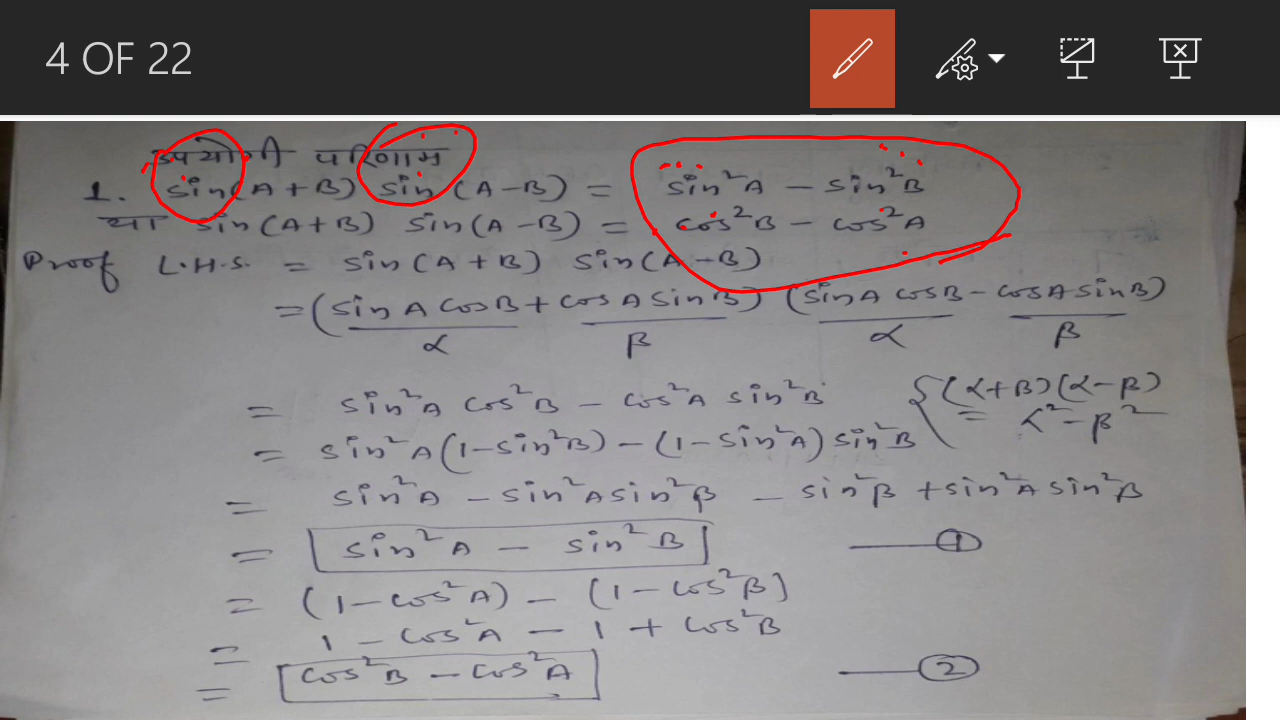 4 OF 22
उपयोगी परिणाम
1. sin(A+B) sin(A-B) = sin²A - sin²B
या sin(A+B) sin(A-B) = cos²B - cos²A
Proof L.H.S. = sin(A+B) sin(A-B)
=(sinA cosB + cosA sinB) (sinA cosB - cosA sinB)
α β α β
= sin²A cos²B - cos²A sin²B {(α+β)(α-β)
= α²-β²
= sin²A(1-sin²B) - (1-sin²A) sin²B
= sin²A - sin²A sin²B - sin²B + sin²A sin²B
= sin²A - sin²B 1
= (1-cos²A) - (1-cos²B)
= 1 - cos²A - 1 + cos²B
= cos²B - cos²A 2